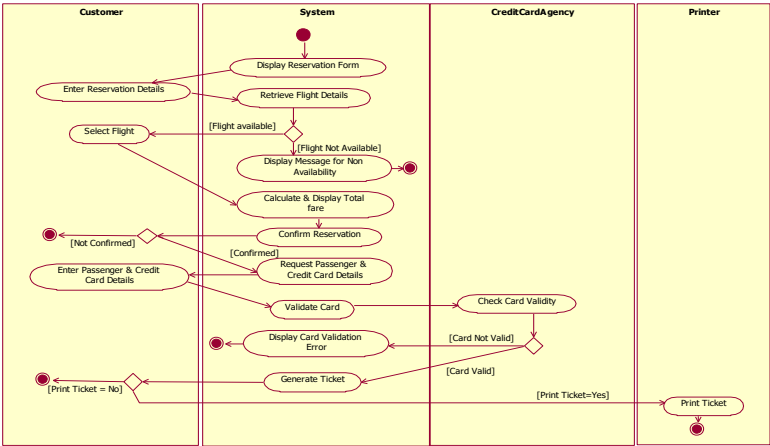 Customer
System
CreditCardAgency
Printer
Display Reservation Form
Enter Reservation Details
Retrieve Flight Details
[Flight available]
Select Flight
[Flight Not Available]
Display Message for Non
Availability
Calculate & Display Total
fare
Confirm Reservation
[Not Confirmed]
[Confirmed]
Request Passenger &
Credit Card Details
Enter Passenger & Credit
Card Details
Validate Card
Check Card Validity
[Card Not Valid]
Display Card Validation
Error
[Card Valid]
Generate Ticket
[Print Ticket = No]
[Print Ticket=Yes]
Print Ticket